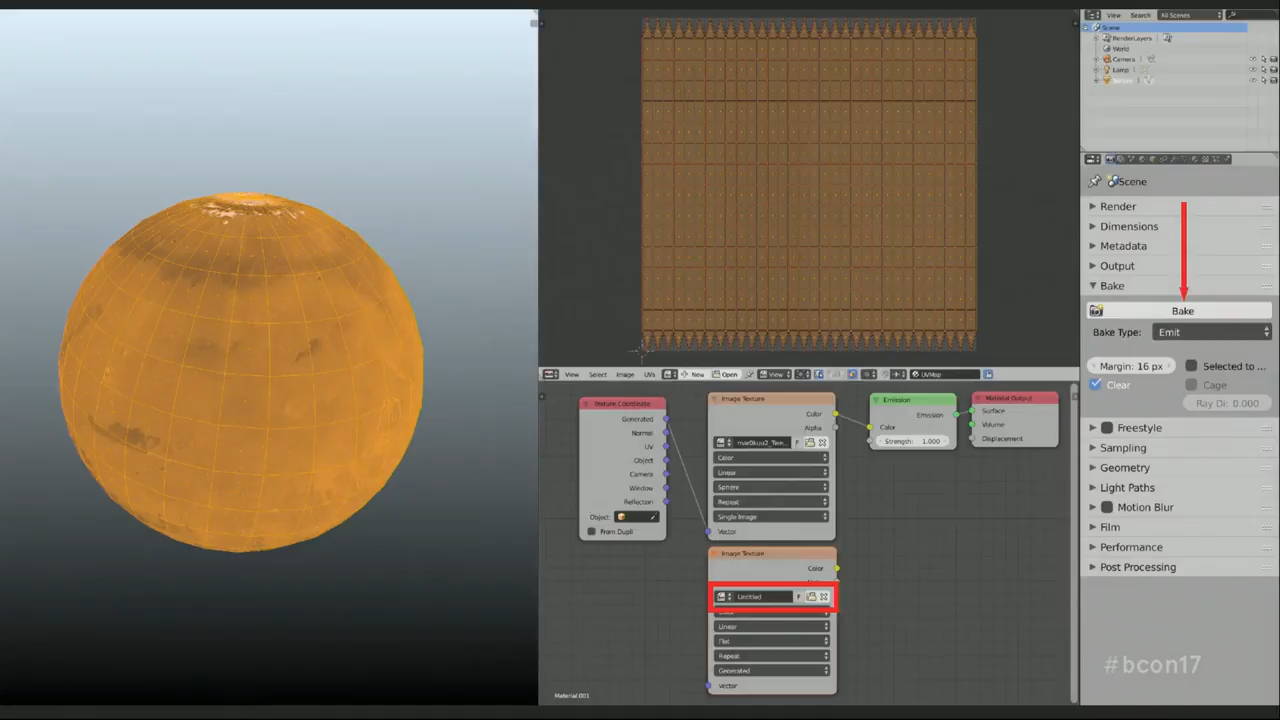 View Search All Scenes
Scene
RenderLayers
World
Camera
Lamp
Scene
Render
Dimensions
Metadata
Output
Bake
Bake
Bake Type: Emit
Margin: 16 px
Selected to ...
Clear
Cage
Ray Di: 0.000
Freestyle
Sampling
Geometry
Light Paths
Motion Blur
Film
Performance
Post Processing
View Select Image UVs New Open View UVMap
Texture Coordinate
Generated
Normal
UV
Object
Camera
Window
Reflection
Object:
From Dupli
Image Texture
Color
Alpha
F
Color
Linear
Sphere
Repeat
Single Image
Vector
Emission
Emission
Color
Strength: 1.000
Material Output
Surface
Volume
Displacement
Image Texture
Color
Untitled F
Linear
Flat
Repeat
Generated
Vector
Material.001
#bcon17